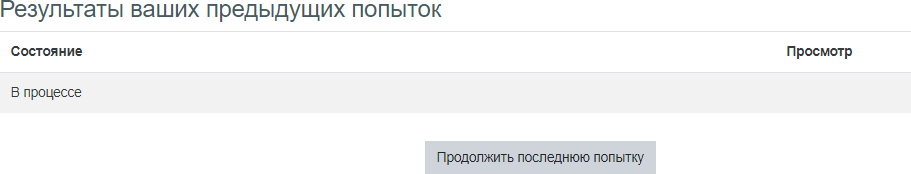 Результаты ваших предыдущих попыток
Состояние Просмотр
В процессе
Продолжить последнюю попытку